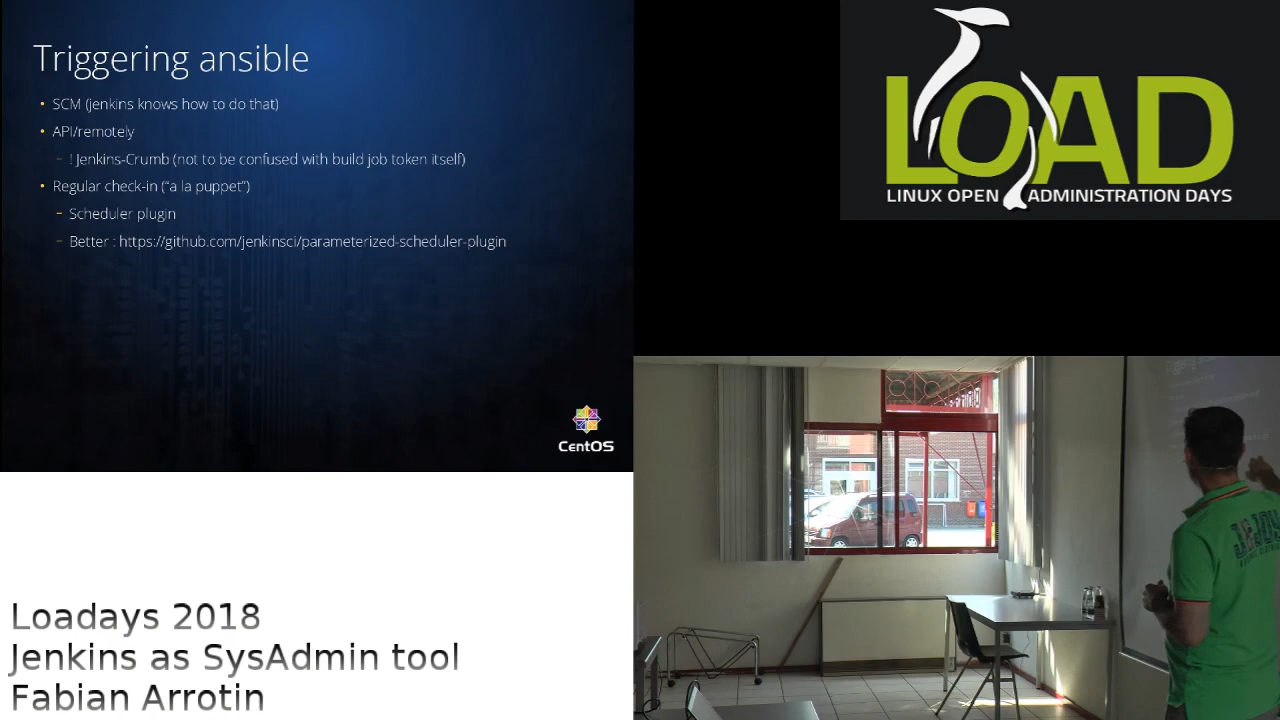 Triggering ansible
• SCM (jenkins knows how to do that)
• API/remotely
– ! Jenkins-Crumb (not to be confused with build job token itself)
• Regular check-in (“a la puppet”)
– Scheduler plugin
– Better : https://github.com/jenkinsci/parameterized-scheduler-plugin
CentOS
LOAD
LINUX OPEN ADMINISTRATION DAYS
Loadays 2018
Jenkins as SysAdmin tool
Fabian Arrotin